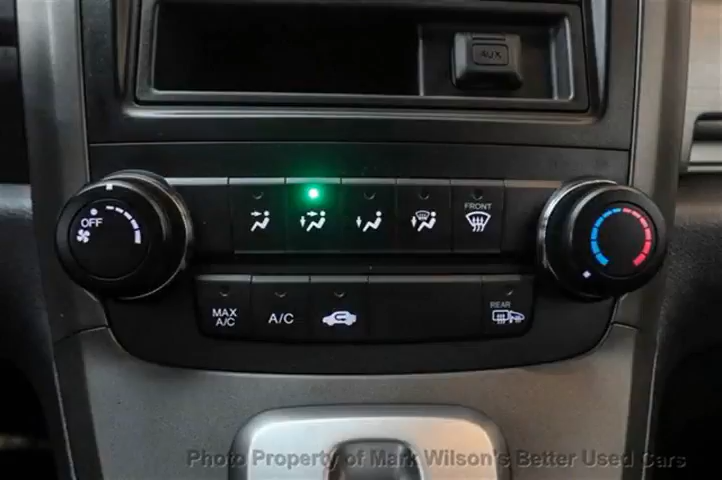 AUX
OFF
FRONT
MAX
A/C
A/C
REAR
Photo Property of Mark Wilson's Better Used Cars